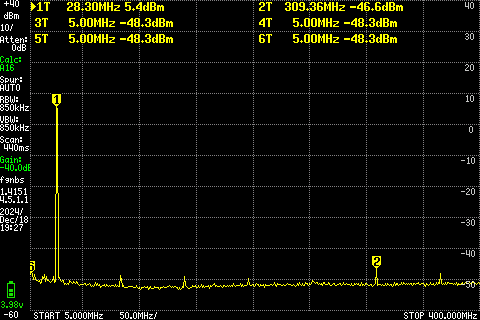 +40
dBm
10/
Atten:
0dB
Calc:
A16
Spur:
AUTO
RBW:
850kHz
VBW:
850kHz
Scan:
440ms
Gain:
-40.0dB
fgnbs
1.4151
4.5.1.1
2024/
Dec/18
19:27
3.98v
-60
1T 28.30MHz 5.4dBm 2T 309.36MHz -46.6dBm
3T 5.00MHz -48.3dBm 4T 5.00MHz -48.3dBm
5T 5.00MHz -48.3dBm 6T 5.00MHz -48.3dBm
1
2
6
40
30
20
10
0
-10
-20
-30
-40
-50
START 5.000MHz 50.0MHz/ STOP 400.000MHz